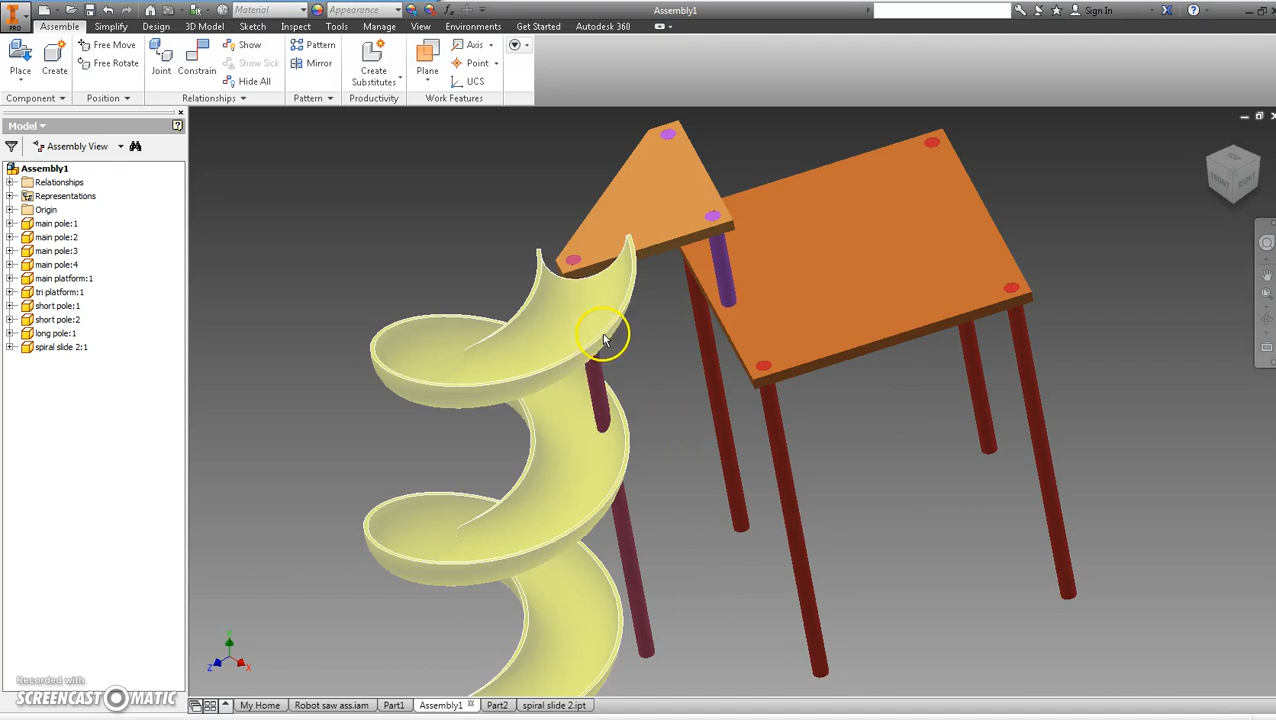 Material
Appearance
Assembly1
Sign In
PRO
Assemble
Simplify
Design
3D Model
Sketch
Inspect
Tools
Manage
View
Environments
Get Started
Autodesk 360
Place
Create
Free Move
Free Rotate
Joint
Constrain
Show
Show Sick
Hide All
Pattern
Mirror
Create
Substitutes
Plane
Axis
Point
UCS
Component
Position
Relationships
Pattern
Productivity
Work Features
Model
Assembly View
Assembly1
Relationships
Representations
Origin
main pole:1
main pole:2
main pole:3
main pole:4
main platform:1
tri platform:1
short pole:1
short pole:2
long pole:1
spiral slide 2:1
TOP
FRONT
RIGHT
Y
Z
X
Recorded with
SCREENCAST-O-MATIC
My Home
Robot saw ass.iam
Part1
Assembly1
Part2
spiral slide 2.ipt